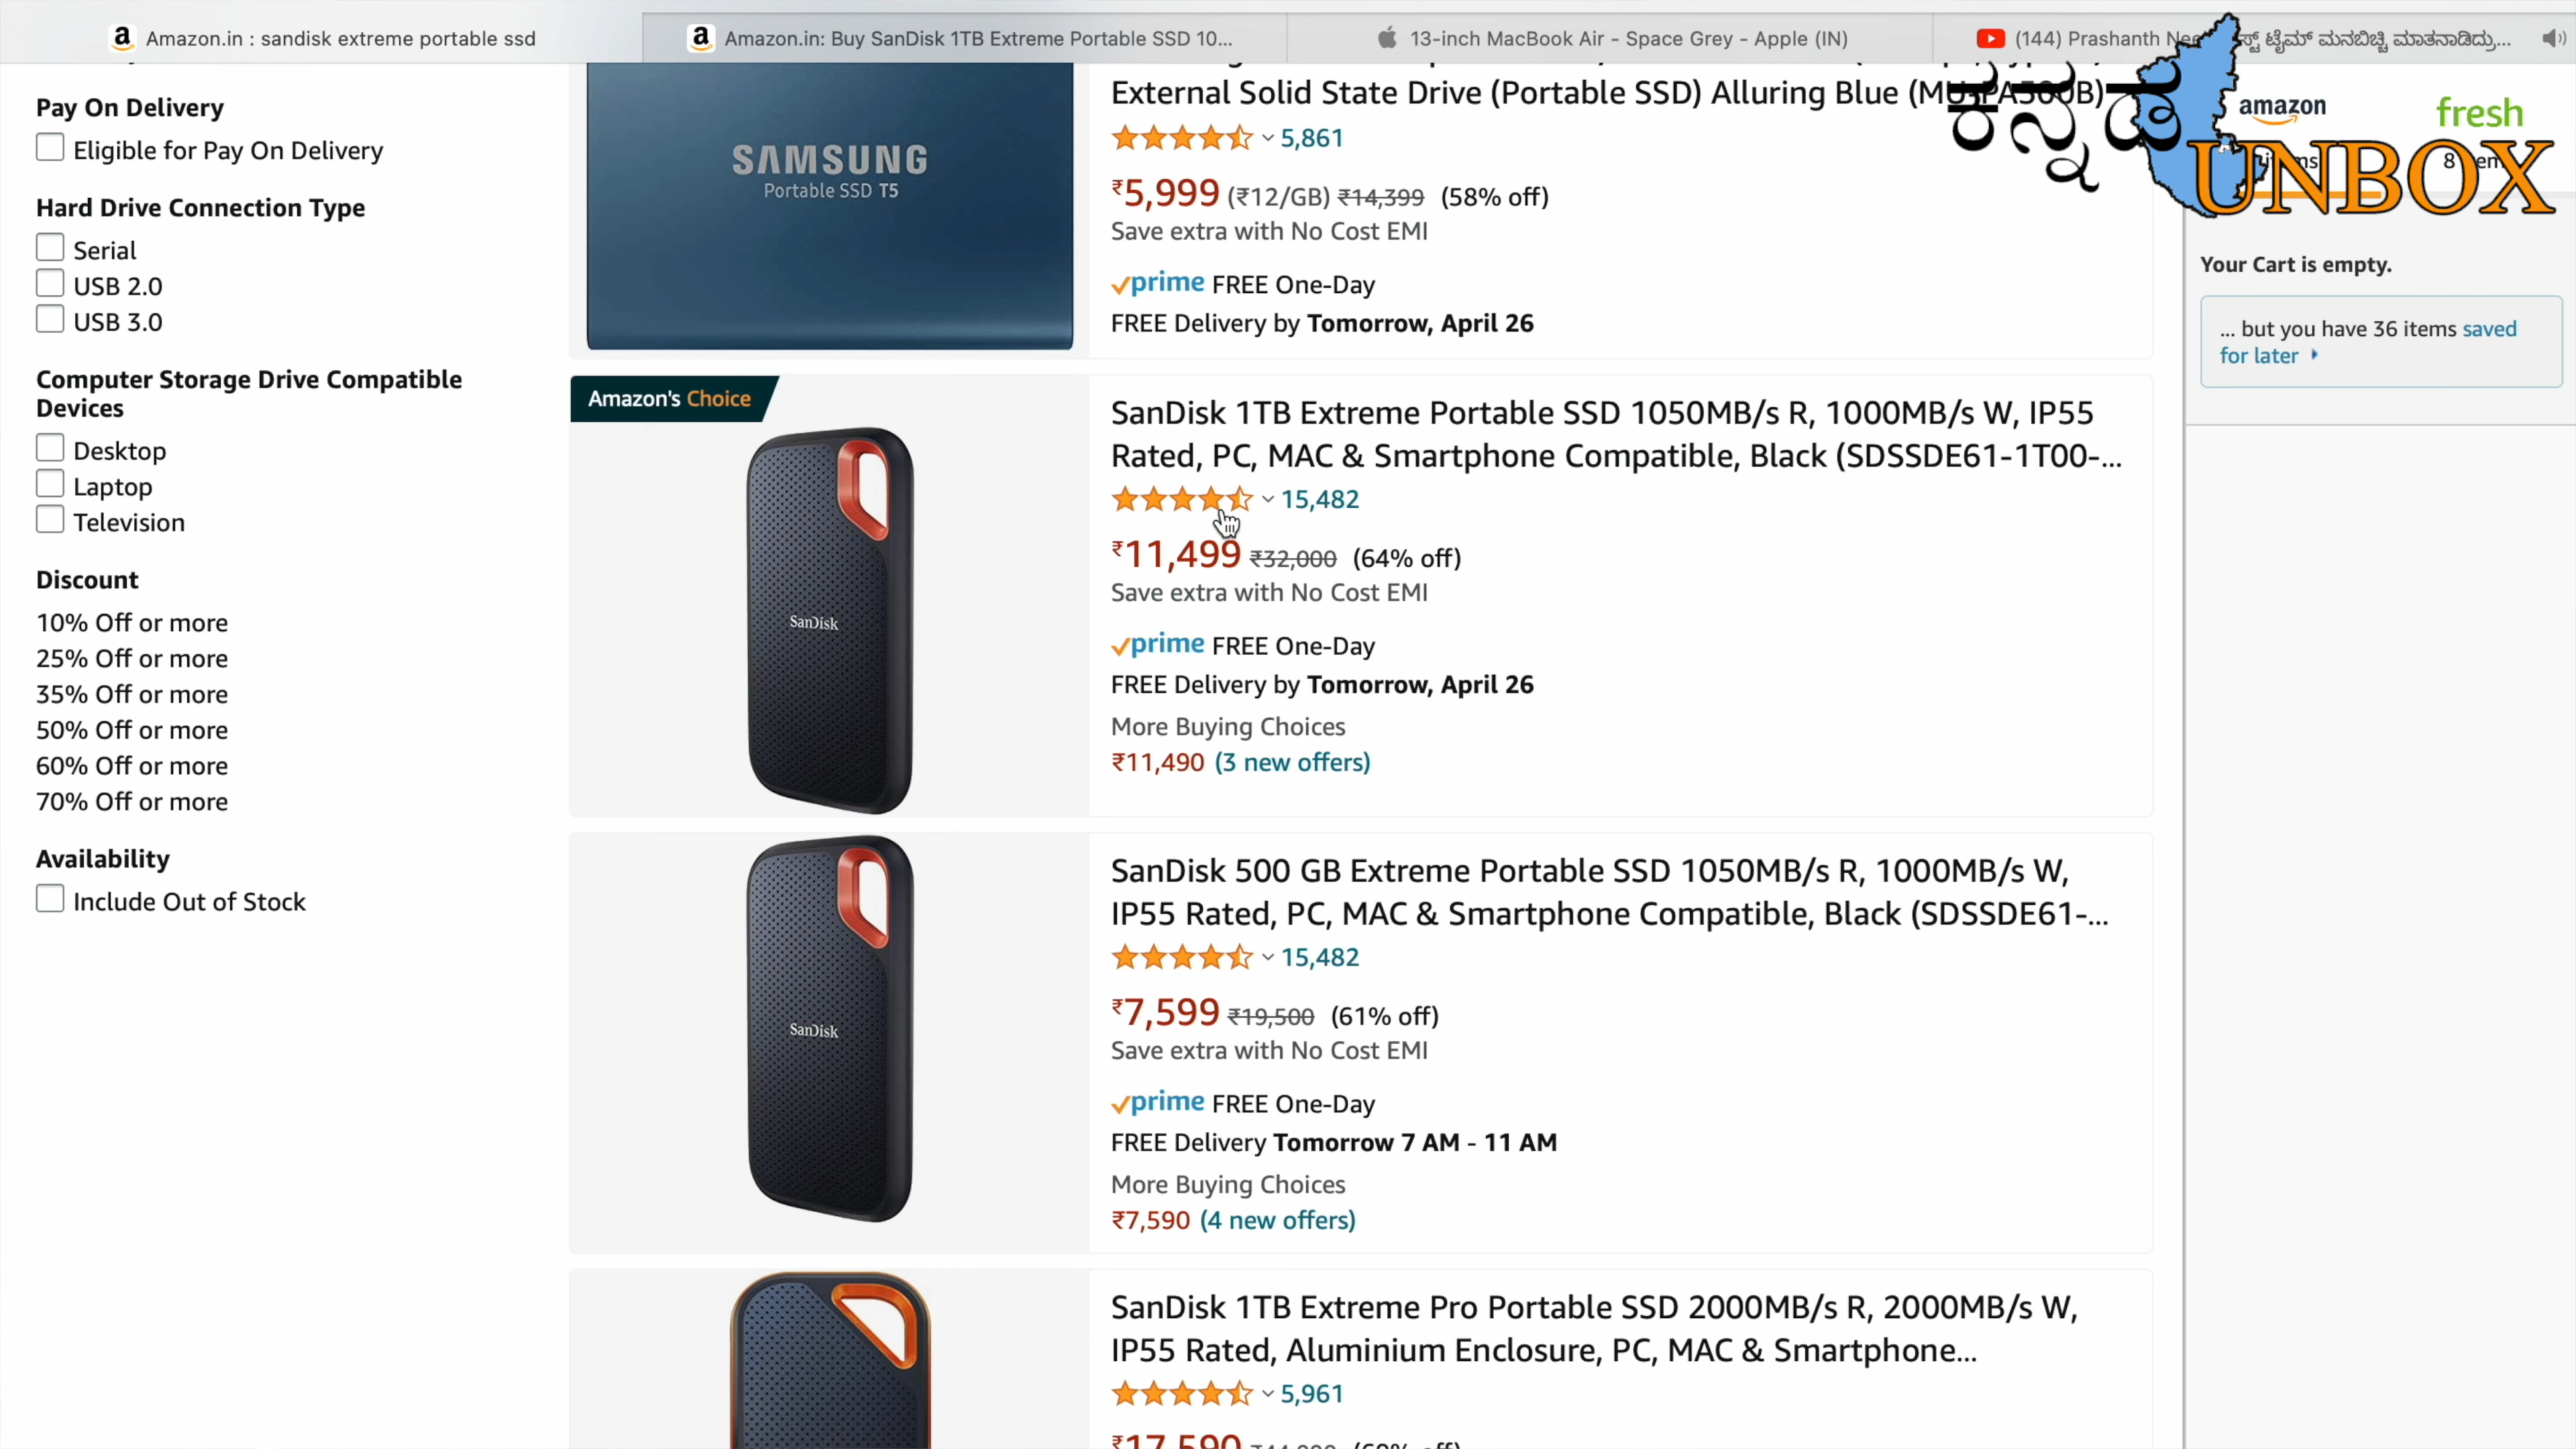 Amazon.in : sandisk extreme portable ssd
Amazon.in: Buy SanDisk 1TB Extreme Portable SSD 10...
13-inch MacBook Air - Space Grey - Apple (IN)
(144) Prashanth ಟೈಮ್ ಮನಬಿಚ್ಚಿ ಮಾತನಾಡಿದ್ರು...
ಕನ್ನಡ
UNBOX
Pay On Delivery
Eligible for Pay On Delivery
Hard Drive Connection Type
Serial
USB 2.0
USB 3.0
Computer Storage Drive Compatible
Devices
Desktop
Laptop
Television
Discount
10% Off or more
25% Off or more
35% Off or more
50% Off or more
60% Off or more
70% Off or more
Availability
Include Out of Stock
SAMSUNG
Portable SSD T5
External Solid State Drive (Portable SSD) Alluring Blue
5,861
₹5,999 (₹12/GB) ₹14,399 (58% off)
Save extra with No Cost EMI
prime FREE One-Day
FREE Delivery by Tomorrow, April 26
Amazon's Choice
SanDisk
SanDisk 1TB Extreme Portable SSD 1050MB/s R, 1000MB/s W, IP55
Rated, PC, MAC & Smartphone Compatible, Black (SDSSDE61-1T00-...
15,482
₹11,499 ₹32,000 (64% off)
Save extra with No Cost EMI
prime FREE One-Day
FREE Delivery by Tomorrow, April 26
More Buying Choices
₹11,490 (3 new offers)
SanDisk
SanDisk 500 GB Extreme Portable SSD 1050MB/s R, 1000MB/s W,
IP55 Rated, PC, MAC & Smartphone Compatible, Black (SDSSDE61-...
15,482
₹7,599 ₹19,500 (61% off)
Save extra with No Cost EMI
prime FREE One-Day
FREE Delivery Tomorrow 7 AM - 11 AM
More Buying Choices
₹7,590 (4 new offers)
SanDisk 1TB Extreme Pro Portable SSD 2000MB/s R, 2000MB/s W,
IP55 Rated, Aluminium Enclosure, PC, MAC & Smartphone...
5,961
₹17,590
amazon
fresh
Your Cart is empty.
... but you have 36 items saved
for later